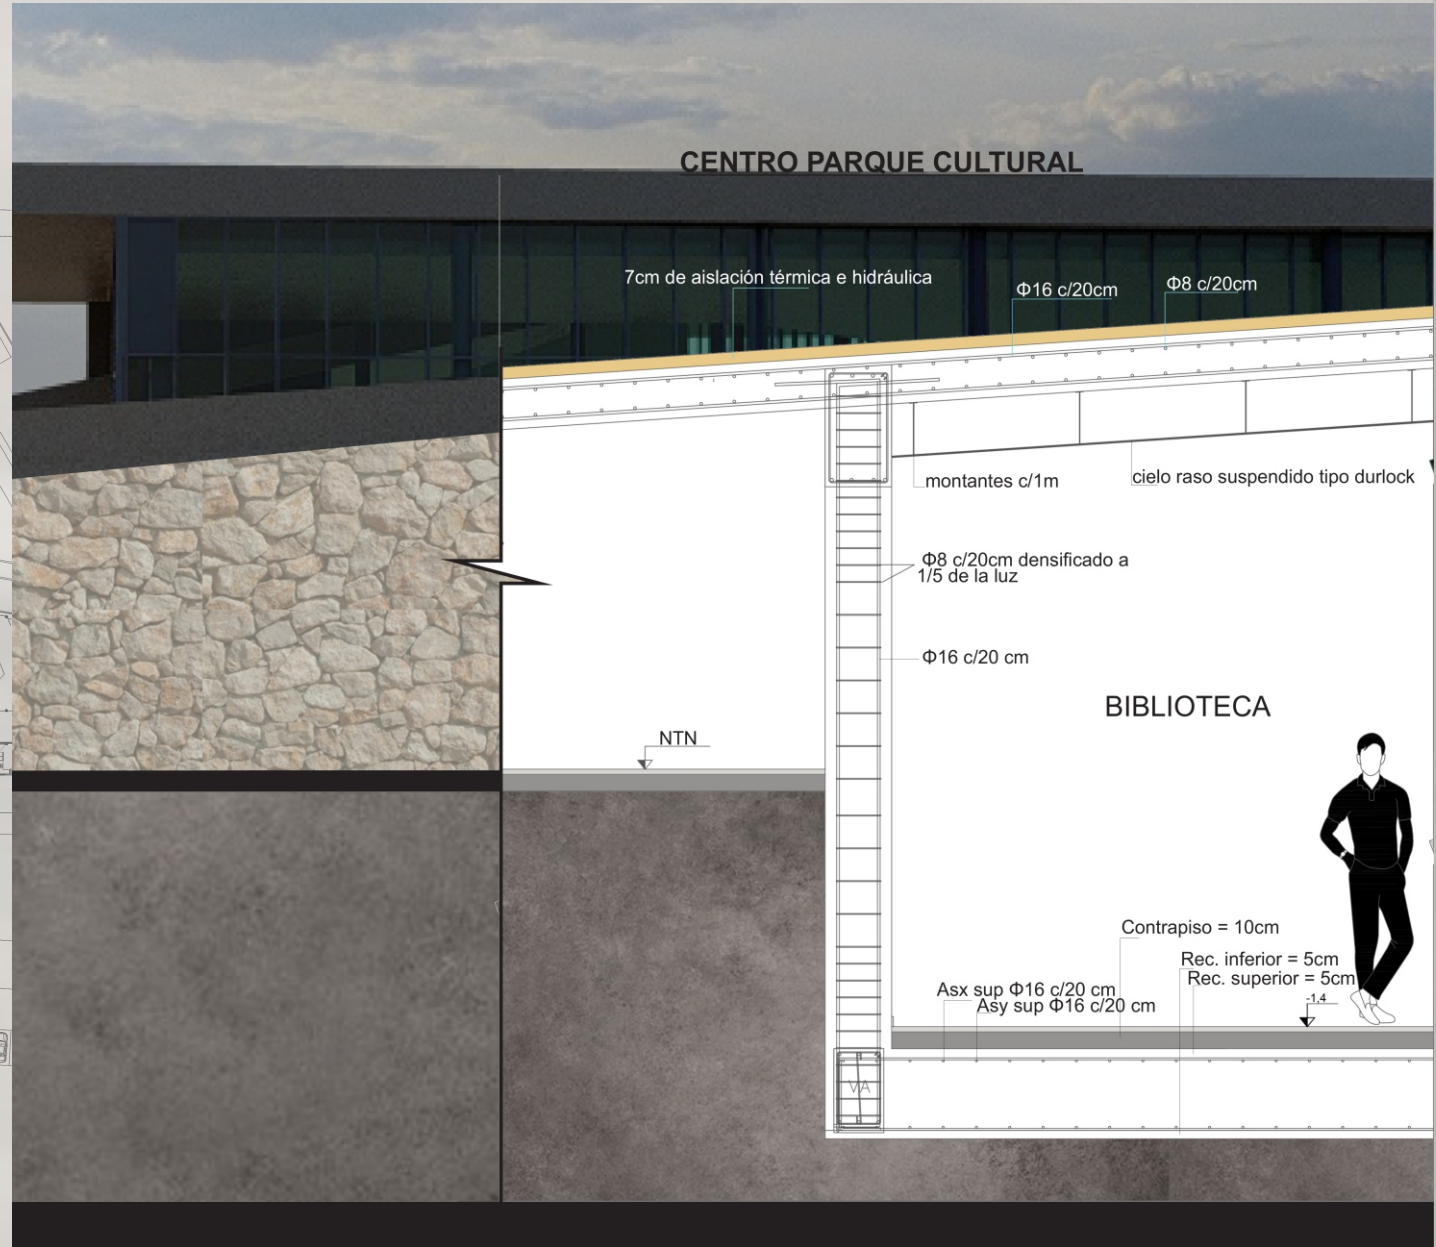 CENTRO PARQUE CULTURAL
7cm de aislación térmica e hidráulica
Φ16 c/20cm
Φ8 c/20cm
montantes c/1m
cielo raso suspendido tipo durlock
Φ8 c/20cm densificado a
1/5 de la luz
Φ16 c/20 cm
BIBLIOTECA
NTN
Contrapiso = 10cm
Rec. inferior = 5cm
Rec. superior = 5cm
Asx sup Φ16 c/20 cm
Asy sup Φ16 c/20 cm
-1,4
VA